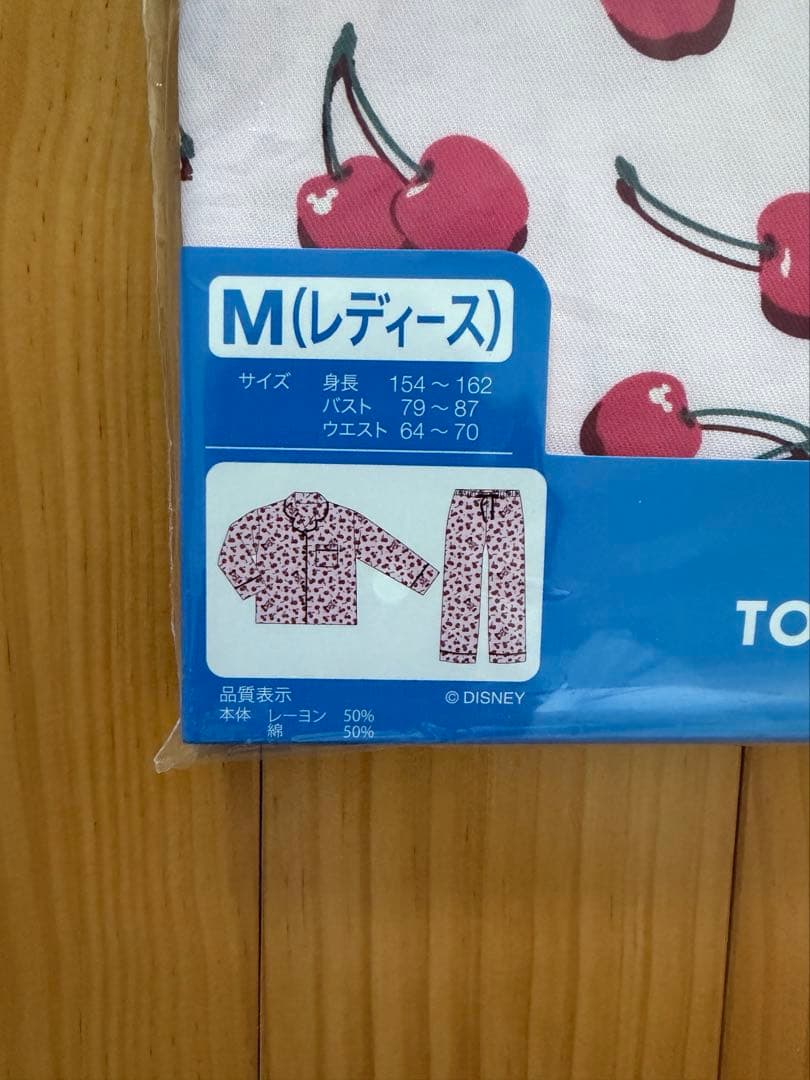 M(レディース)
サイズ 身長 154～162
バスト 79～87
ウエスト 64～70
品質表示
© DISNEY
本体 レーヨン 50%
綿 50%
TO